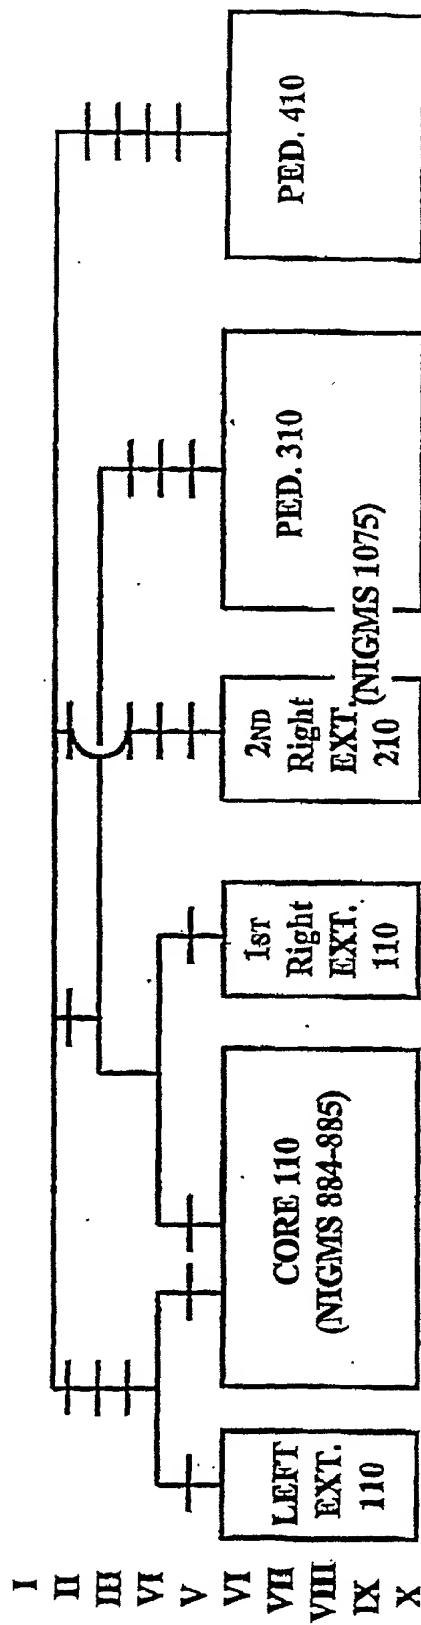 I
II
III
VI
V
VI
VII
VIII
IX
X
LEFT
EXT.
110
CORE 110
(NIGMS 884-885)
1ST
Right
EXT.
110
2ND
Right
EXT.
210
(NIGMS 1075)
PED. 310
PED. 410